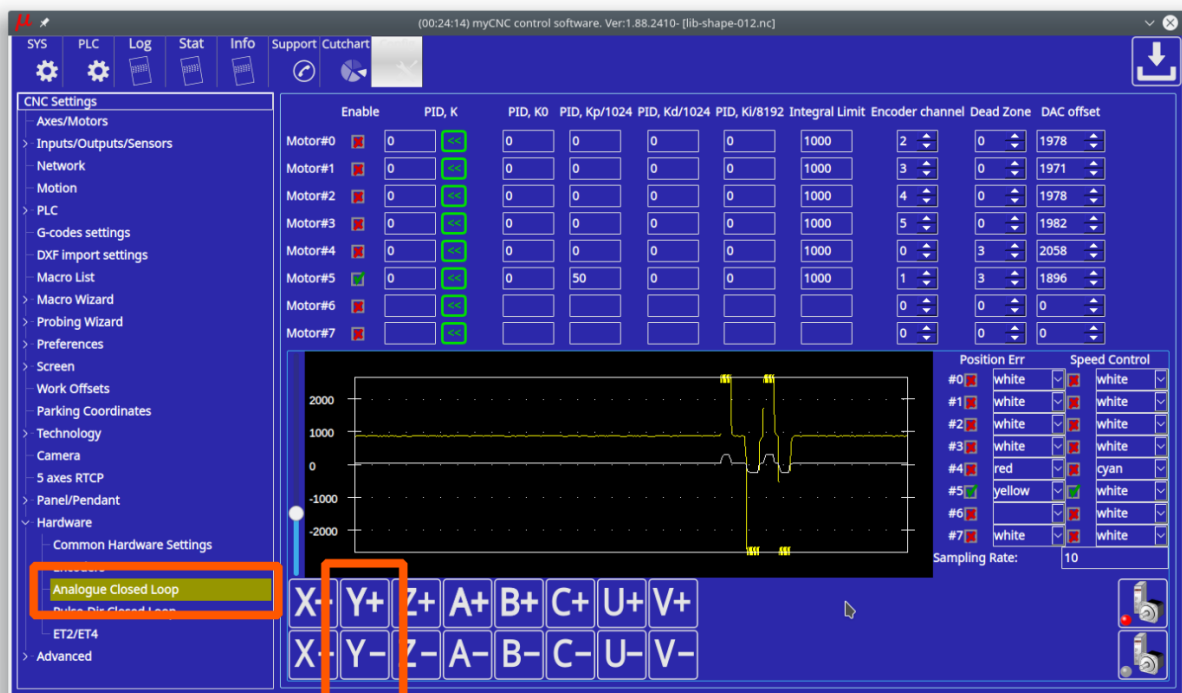 (00:24:14) myCNC control software. Ver:1.88.2410- [lib-shape-012.nc]
SYS PLC Log Stat Info Support Cutchart
CNC Settings
Axes/Motors
Inputs/Outputs/Sensors
Network
Motion
PLC
G-codes settings
DXF import settings
Macro List
Macro Wizard
Probing Wizard
Preferences
Screen
Work Offsets
Parking Coordinates
Technology
Camera
5 axes RTCP
Panel/Pendant
Hardware
Common Hardware Settings
Encoders
Analogue Closed Loop
Pulse-Dir Closed Loop
ET2/ET4
Advanced
Enable PID, K PID, K0 PID, Kp/1024 PID, Kd/1024 PID, Ki/8192 Integral Limit Encoder channel Dead Zone DAC offset
Motor#0 0 << 0 0 0 0 1000 2 0 1978
Motor#1 0 << 0 0 0 0 1000 3 0 1971
Motor#2 0 << 0 0 0 0 1000 4 0 1978
Motor#3 0 << 0 0 0 0 1000 5 0 1982
Motor#4 0 << 0 0 0 0 1000 0 3 2058
Motor#5 0 << 0 50 0 0 1000 1 3 1896
Motor#6 << 0 0 0
Motor#7 << 0 0 0
2000
1000
0
-1000
-2000
Position Err Speed Control
#0 white white
#1 white white
#2 white white
#3 white white
#4 red cyan
#5 yellow white
#6 white
#7 white white
Sampling Rate: 10
X+ Y+ Z+ A+ B+ C+ U+ V+
X- Y- Z- A- B- C- U- V-